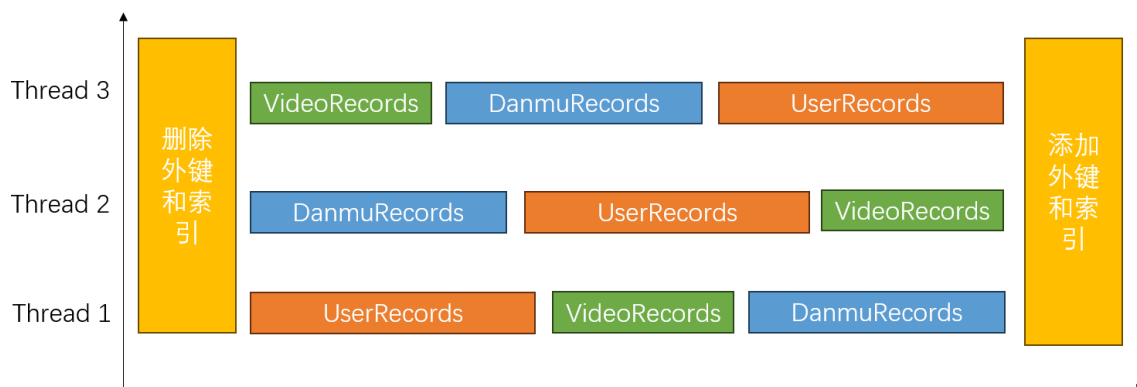 删除
外键
和索
引
Thread 3
VideoRecords
DanmuRecords
UserRecords
Thread 2
DanmuRecords
UserRecords
VideoRecords
Thread 1
UserRecords
VideoRecords
DanmuRecords
添加
外键
和索
引